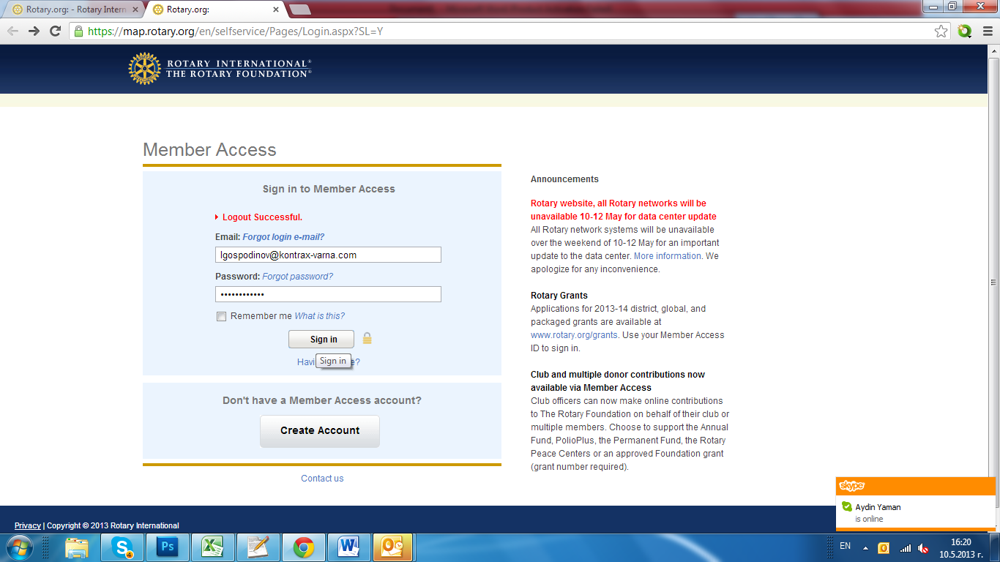 Rotary.org: - Rotary Intern
Rotary.org:
https://map.rotary.org/en/selfservice/Pages/Login.aspx?SL=Y
ROTARY INTERNATIONAL®
THE ROTARY FOUNDATION®
Member Access
Sign in to Member Access
Logout Successful.
Email: Forgot login e-mail?
lgospodinov@kontrax-varna.com
Password: Forgot password?
••••••••••••
Remember me What is this?
Sign in
Sign in
Don't have a Member Access account?
Create Account
Contact us
Announcements
Rotary website, all Rotary networks will be
unavailable 10-12 May for data center update
All Rotary network systems will be unavailable
over the weekend of 10-12 May for an important
update to the data center. More information. We
apologize for any inconvenience.
Rotary Grants
Applications for 2013-14 district, global, and
packaged grants are available at
www.rotary.org/grants. Use your Member Access
ID to sign in.
Club and multiple donor contributions now
available via Member Access
Club officers can now make online contributions
to The Rotary Foundation on behalf of their club or
multiple members. Choose to support the Annual
Fund, PolioPlus, the Permanent Fund, the Rotary
Peace Centers or an approved Foundation grant
(grant number required).
skype
Aydin Yaman
is online
Privacy | Copyright © 2013 Rotary International
S
4
Ps
X
W
O
EN
16:20
10.5.2013 г.